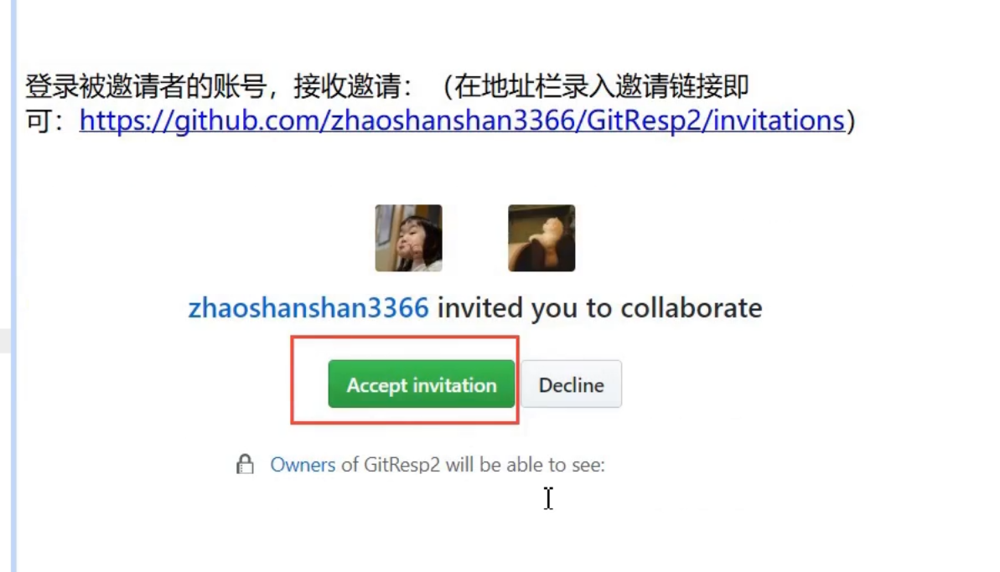 登录被邀请者的账号，接收邀请：（在地址栏录入邀请链接即
可：https://github.com/zhaoshanshan3366/GitResp2/invitations）
zhaoshanshan3366 invited you to collaborate
Accept invitation
Decline
Owners of GitResp2 will be able to see: